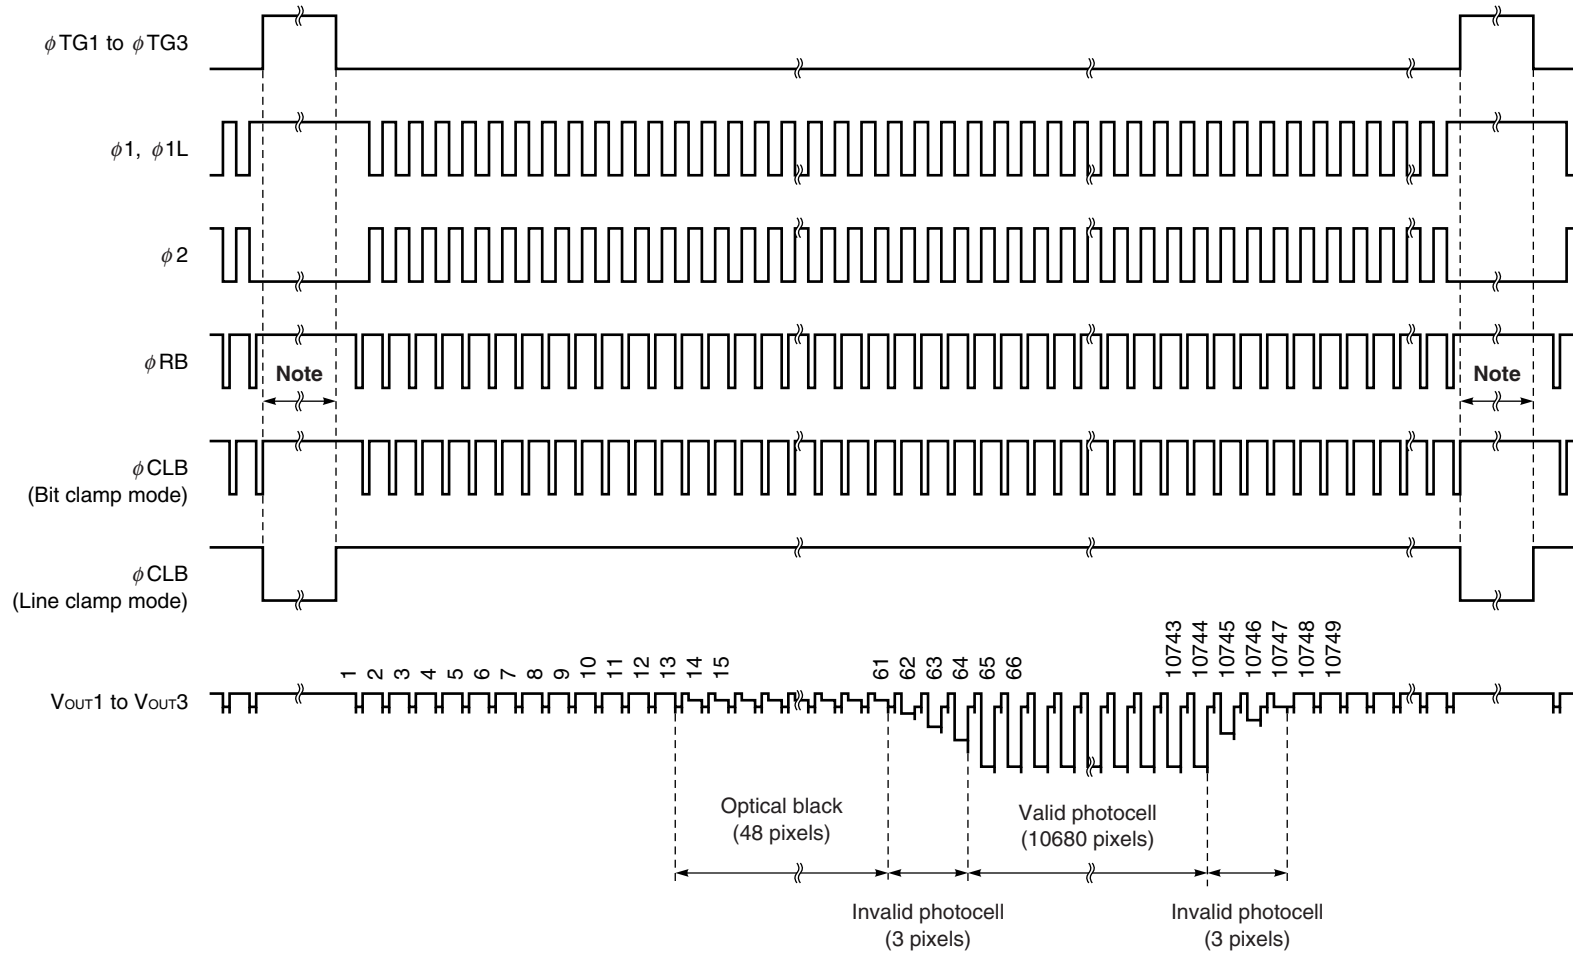 ϕTG1 to ϕTG3
ϕ1, ϕ1L
ϕ2
ϕRB
Note
Note
ϕCLB
(Bit clamp mode)
ϕCLB
(Line clamp mode)
VOUT1 to VOUT3
1 2 3 4 5 6 7 8 9 10 11 12 13 14 15 61 62 63 64 65 66 10743 10744 10745 10746 10747 10748 10749
Optical black
(48 pixels)
Valid photocell
(10680 pixels)
Invalid photocell
(3 pixels)
Invalid photocell
(3 pixels)